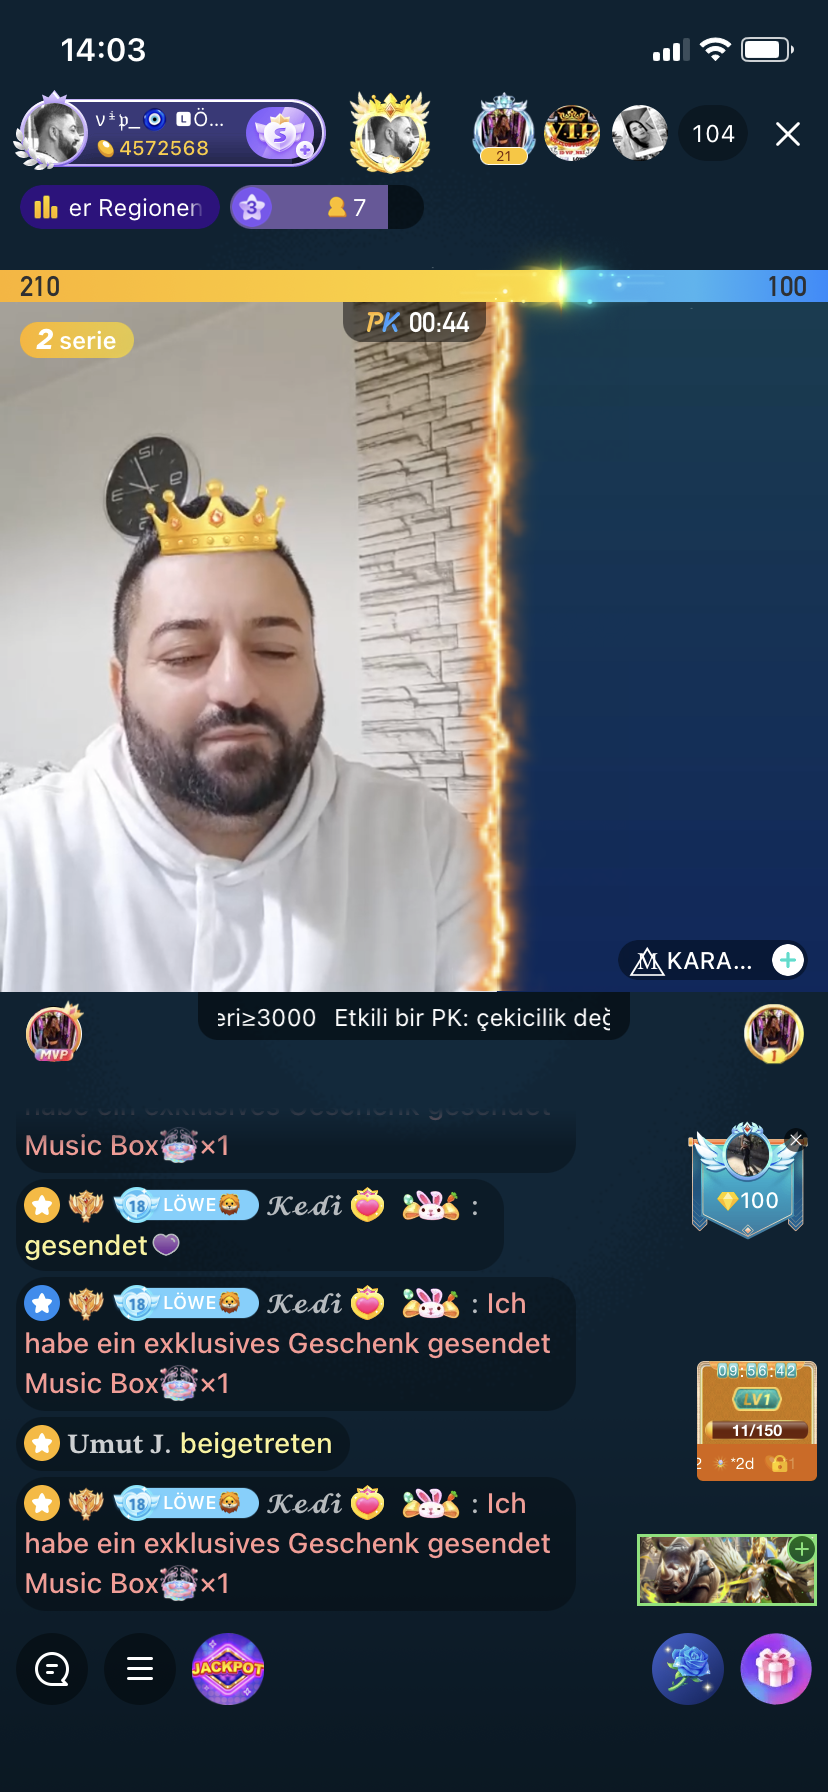 14:03
ѵⁱ𝔭_🧿 🅻Ö...
4572568
S
21
VIP
104
er Regionen
3
7
210
100
PK 00:44
2 serie
KARA...
eri≥3000 Etkili bir PK: çekicilik değ
MVP
1
habe ein exklusives Geschenk gesendet
Music Box ×1
18 LÖWE 𝓚𝓮𝓭𝓲 :
gesendet
100
18 LÖWE 𝓚𝓮𝓭𝓲 : Ich
habe ein exklusives Geschenk gesendet
Music Box ×1
09:56:42
LV1
11/150
*2d
Umut J. beigetreten
18 LÖWE 𝓚𝓮𝓭𝓲 : Ich
habe ein exklusives Geschenk gesendet
Music Box ×1
JACKPOT